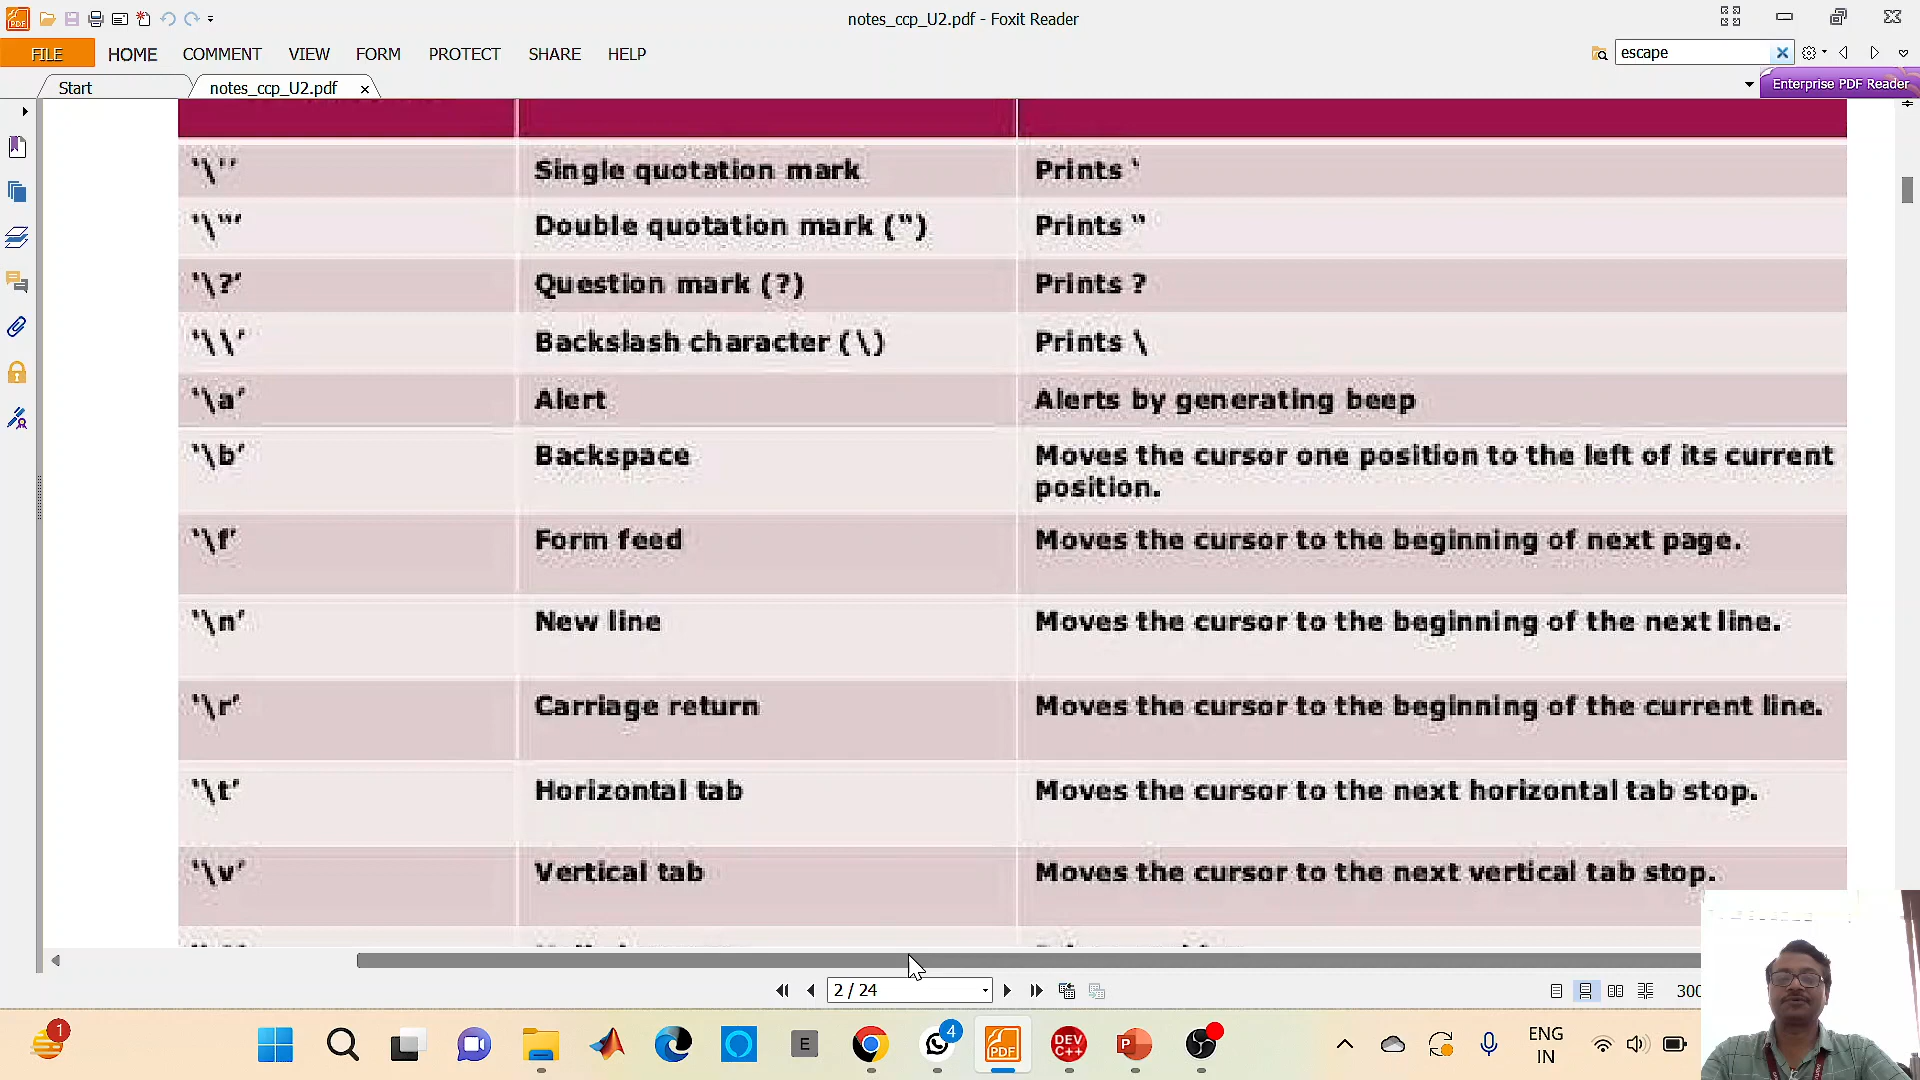 notes_ccp_U2.pdf - Foxit Reader
FILE HOME COMMENT VIEW FORM PROTECT SHARE HELP
escape
Start notes_ccp_U2.pdf
Enterprise PDF Reader
'\'' Single quotation mark Prints '
'\"' Double quotation mark (") Prints "
'\?' Question mark (?) Prints ?
'\\' Backslash character (\) Prints \
'\a' Alert Alerts by generating beep
'\b' Backspace Moves the cursor one position to the left of its current
position.
'\f' Form feed Moves the cursor to the beginning of next page.
'\n' New line Moves the cursor to the beginning of the next line.
'\r' Carriage return Moves the cursor to the beginning of the current line.
'\t' Horizontal tab Moves the cursor to the next horizontal tab stop.
'\v' Vertical tab Moves the cursor to the next vertical tab stop.
2 / 24
300
1
E
4
PDF
DEV
C++
P
ENG
IN